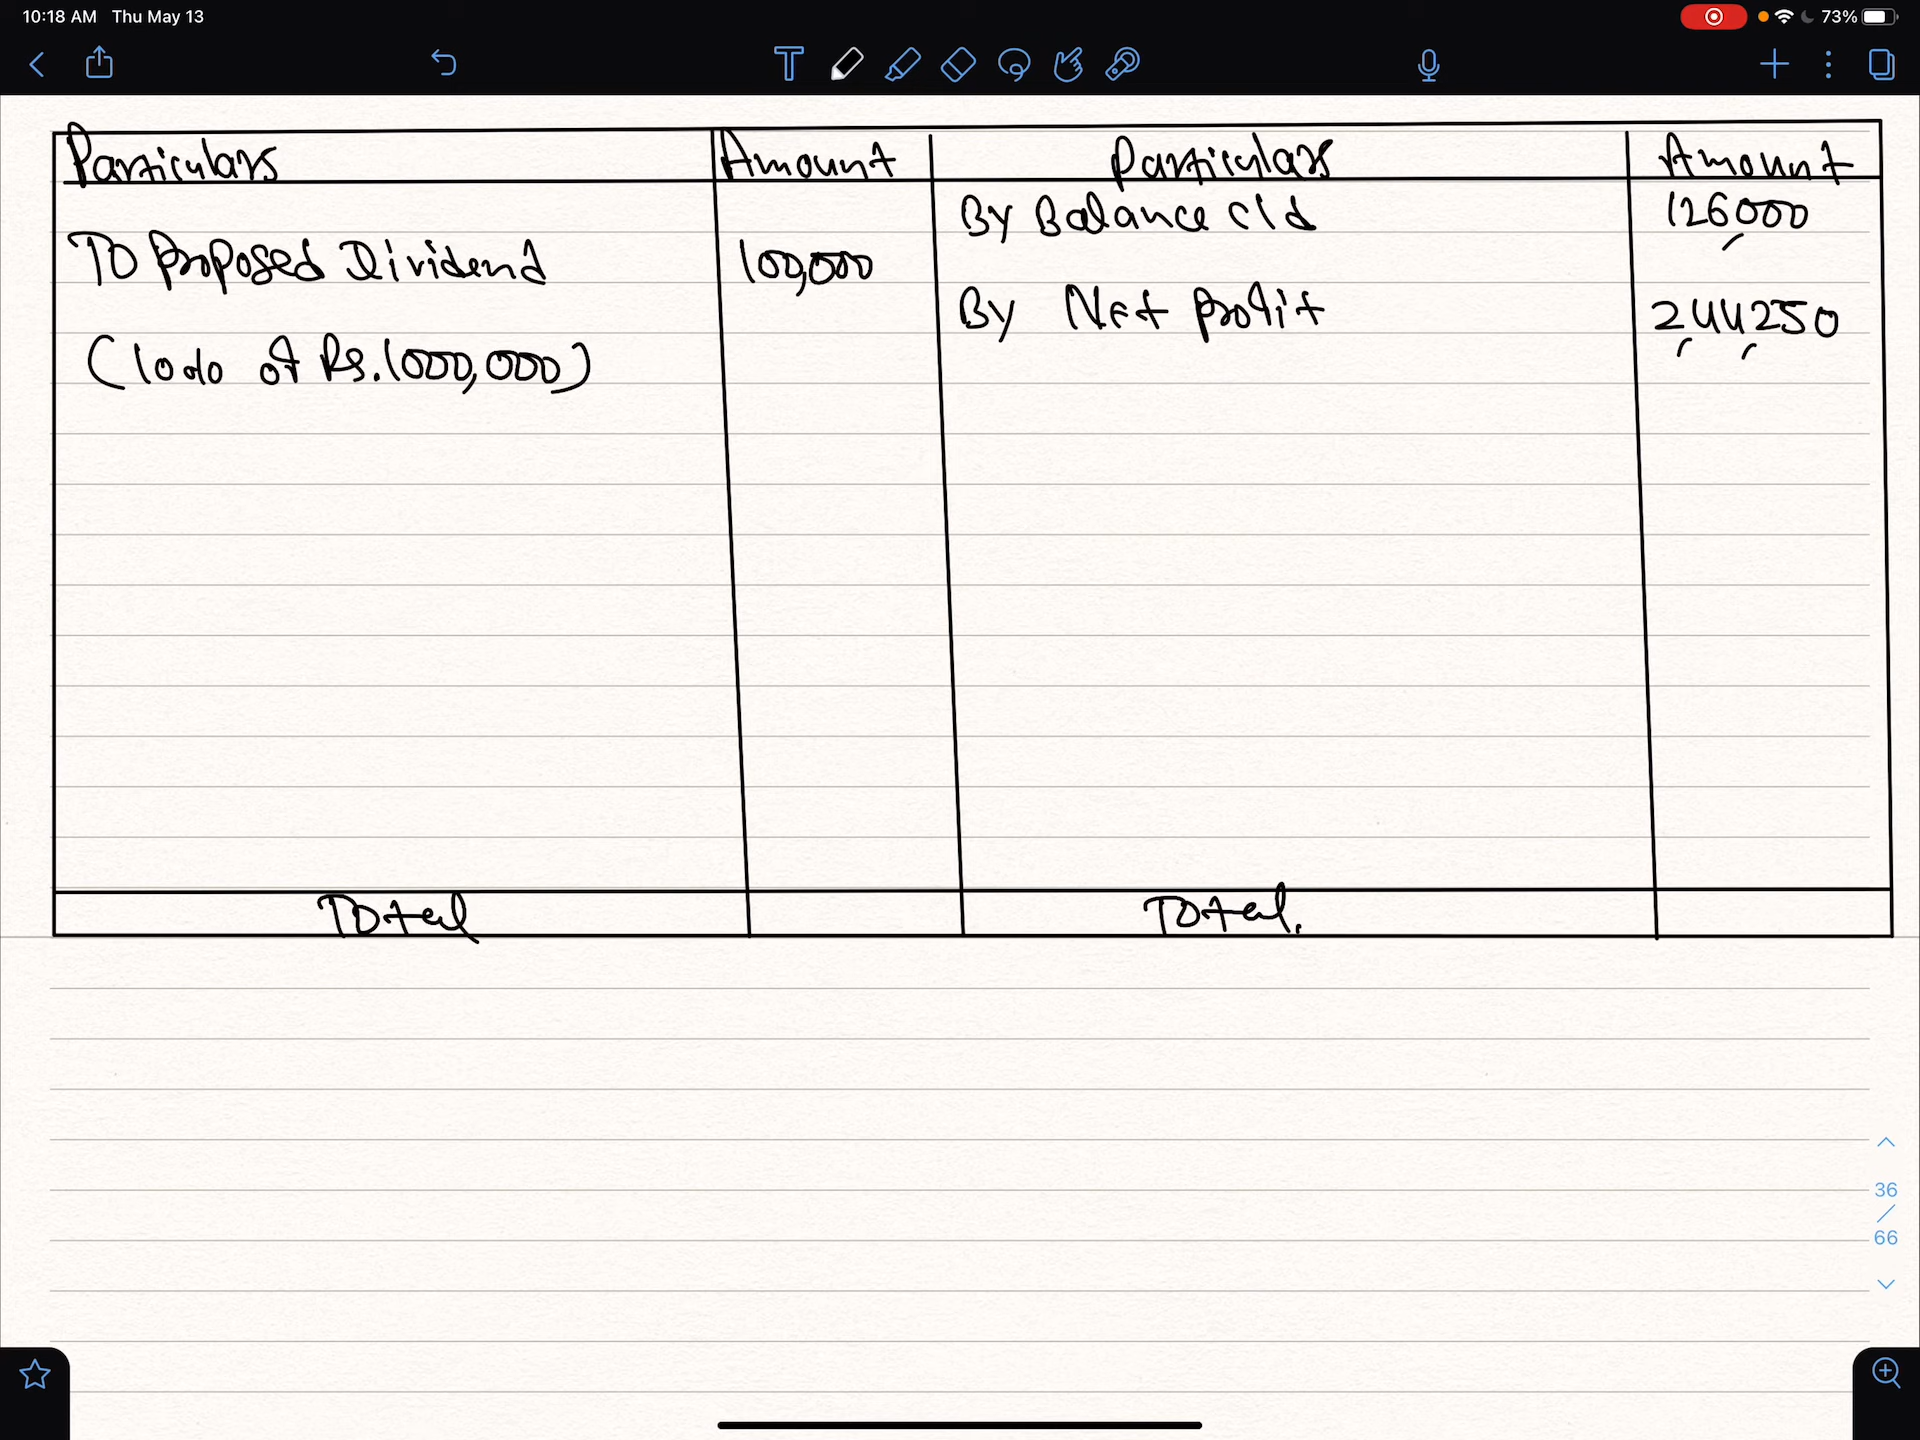 10:18 AM Thu May 13
73%
Particulars Amount Particulars Amount
By Balance c/d 126000
To Proposed Dividend 100,000
By Net Profit 244250
(10% of Rs.1000,000)
Total Total.
36
/
66